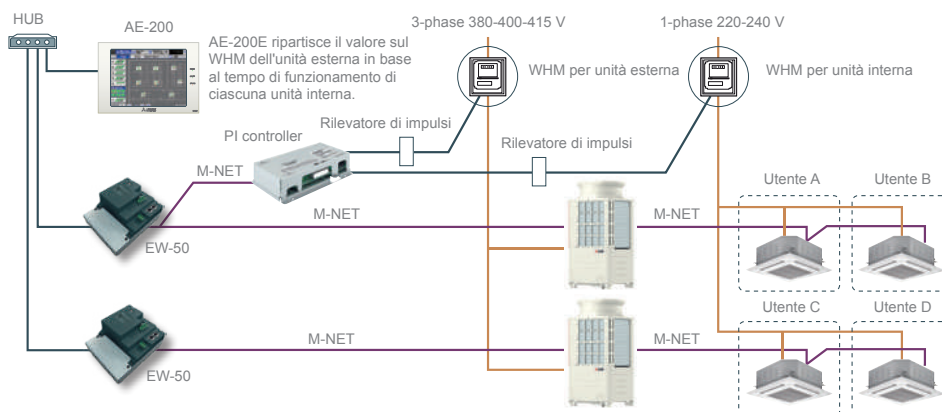 HUB
AE-200
3-phase 380-400-415 V
1-phase 220-240 V
AE-200E ripartisce il valore sul
WHM dell'unità esterna in base
al tempo di funzionamento di
ciascuna unità interna.
WHM per unità esterna
WHM per unità interna
Rilevatore di impulsi
PI controller
Rilevatore di impulsi
M-NET
Utente A
Utente B
M-NET
M-NET
EW-50
Utente C
Utente D
M-NET
M-NET
EW-50